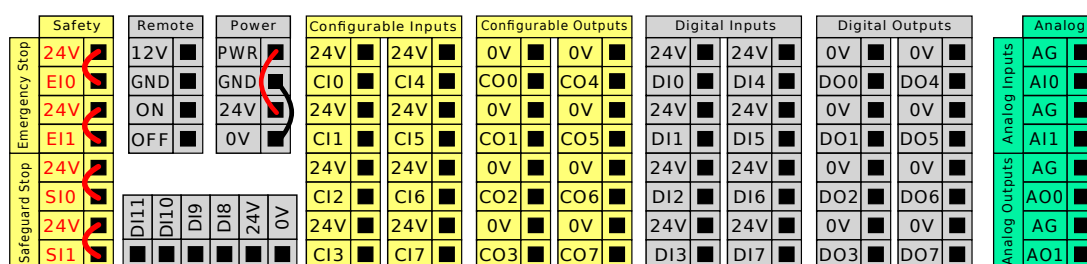 Safety Remote Power Configurable Inputs Configurable Outputs Digital Inputs Digital Outputs Analog
Emergency Stop
24V 12V PWR 24V 24V 0V 0V 24V 24V 0V 0V Analog Inputs AG
EI0 GND GND CI0 CI4 CO0 CO4 DI0 DI4 DO0 DO4 AI0
24V ON 24V 24V 24V 0V 0V 24V 24V 0V 0V AG
EI1 OFF 0V CI1 CI5 CO1 CO5 DI1 DI5 DO1 DO5 AI1
Safeguard Stop
24V 24V 24V 0V 0V 24V 24V 0V 0V Analog Outputs AG
SI0 CI2 CI6 CO2 CO6 DI2 DI6 DO2 DO6 AO0
24V DI11 DI10 DI9 DI8 24V 0V 24V 24V 0V 0V 24V 24V 0V 0V AG
SI1 CI3 CI7 CO3 CO7 DI3 DI7 DO3 DO7 AO1